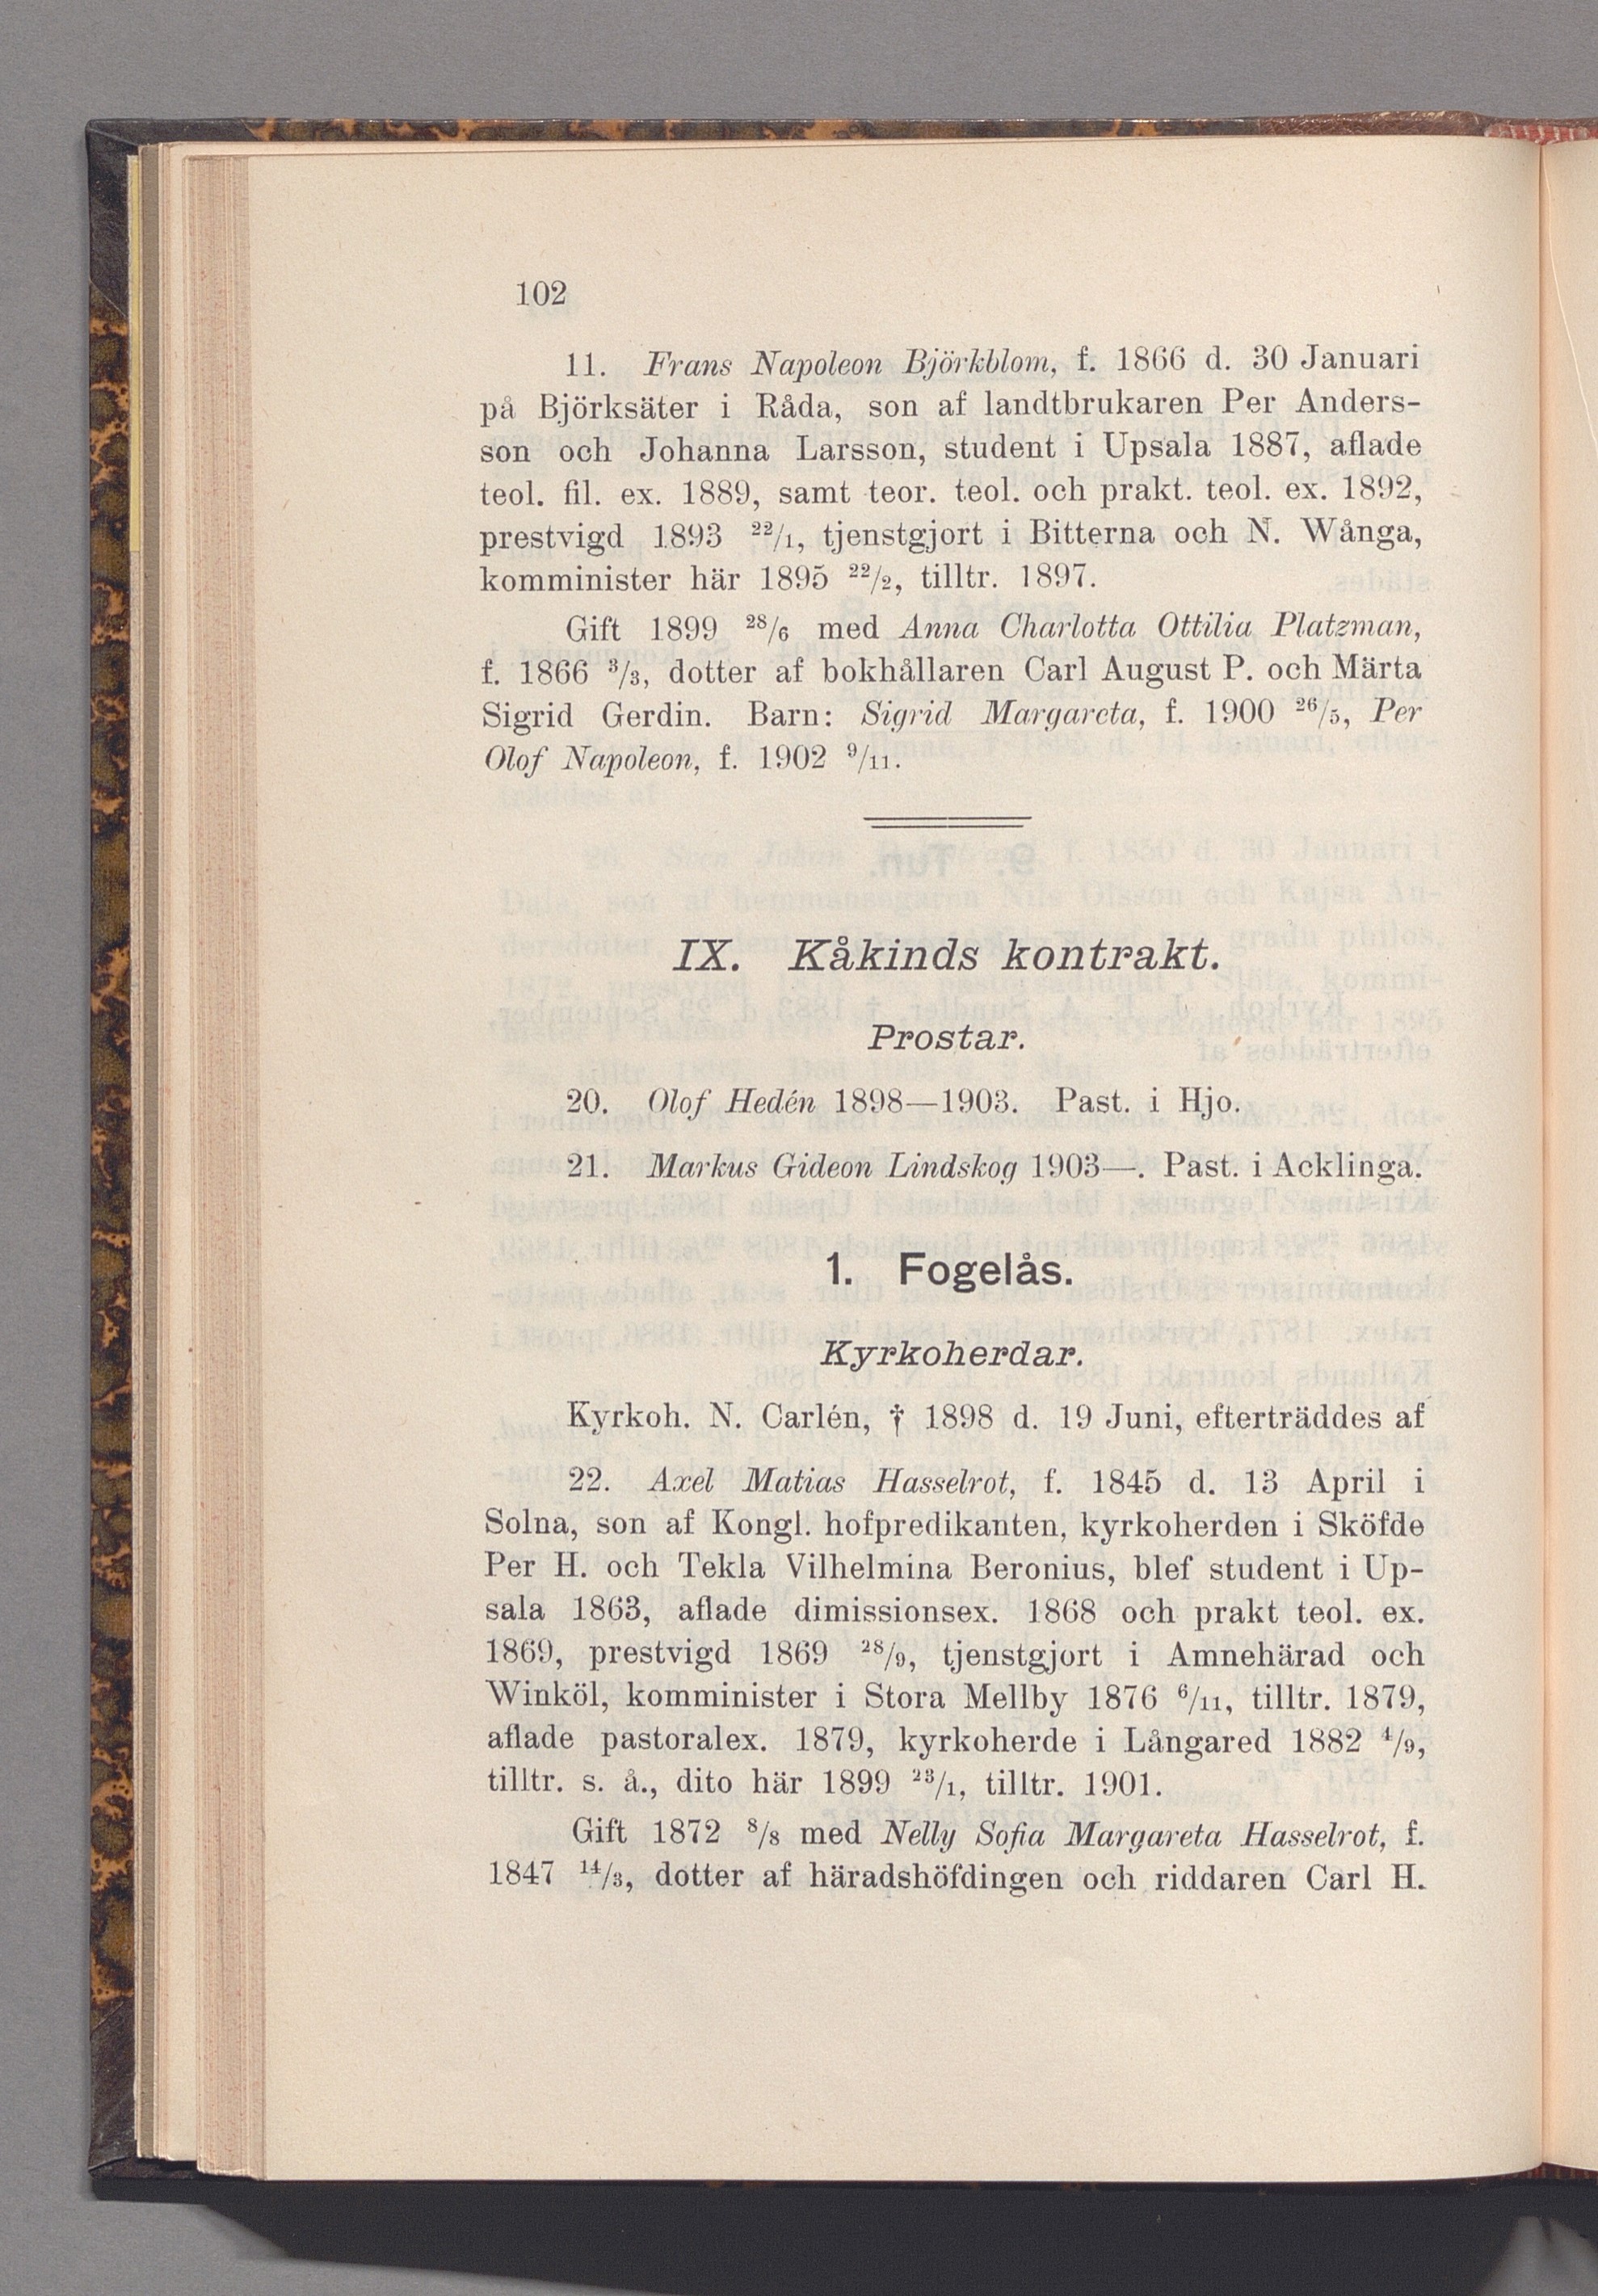 102
11. Frans Napoleon Björkblom, f. 1866 d. 30 Januari
på Björksäter i Råda, son af landtbrukaren Per Anders-
son och Johanna Larsson, student i Upsala 1887, aflade
teol. fil. ex. 1889, samt teor. teol. och prakt. teol. ex. 1892,
prestvigd 1893 ²²/₁, tjenstgjort i Bitterna och N. Wånga,
komminister här 1895 ²²/₂, tilltr. 1897.
Gift 1899 ²⁸/₆ med Anna Charlotta Ottilia Platzman,
f. 1866 ³/₃, dotter af bokhållaren Carl August P. och Märta
Sigrid Gerdin. Barn: Sigrid Margareta, f. 1900 ²⁶/₅, Per
Olof Napoleon, f. 1902 ⁹/₁₁.
IX. Kåkinds kontrakt.
Prostar.
20. Olof Hedén 1898—1903. Past. i Hjo.
21. Markus Gideon Lindskog 1903—. Past. i Acklinga.
1. Fogelås.
Kyrkoherdar.
Kyrkoh. N. Carlén, † 1898 d. 19 Juni, efterträddes af
22. Axel Matias Hasselrot, f. 1845 d. 13 April i
Solna, son af Kongl. hofpredikanten, kyrkoherden i Sköfde
Per H. och Tekla Vilhelmina Beronius, blef student i Up-
sala 1863, aflade dimissionsex. 1868 och prakt teol. ex.
1869, prestvigd 1869 ²⁸/₉, tjenstgjort i Amnehärad och
Winköl, komminister i Stora Mellby 1876 ⁶/₁₁, tilltr. 1879,
aflade pastoralex. 1879, kyrkoherde i Långared 1882 ⁴/₉,
tilltr. s. å., dito här 1899 ²³/₁, tilltr. 1901.
Gift 1872 ⁸/₈ med Nelly Sofia Margareta Hasselrot, f.
1847 ¹⁴/₃, dotter af häradshöfdingen och riddaren Carl H.